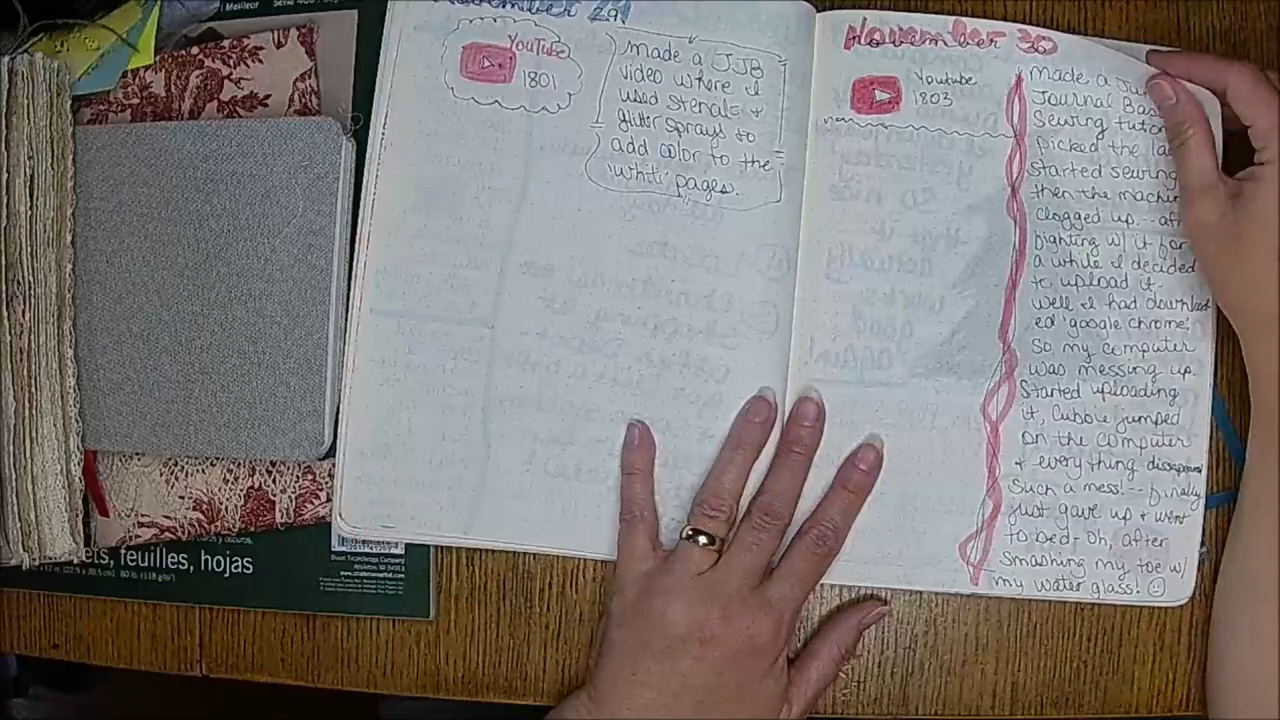 Meilleur
November 29
YouTube
1801
made a JJB
video where I
used stencils +
glitter sprays to
add color to the
'white' pages.
November 30
Youtube
1803
Made a
Journal
Sewing
picked the
Started sewing
then the machine
clogged up --
fighting w/ it for
a while I decided
to upload it.
Well I had download
ed 'google chrome'.
So my computer
was messing up.
Started uploading
it, Cubbie jumped
on the computer
+ everything disappeared
Such a mess! -- finally
just gave up + went
to bed - Oh, after
Smashing my toe w/
my water glass!
feuilles, hojas